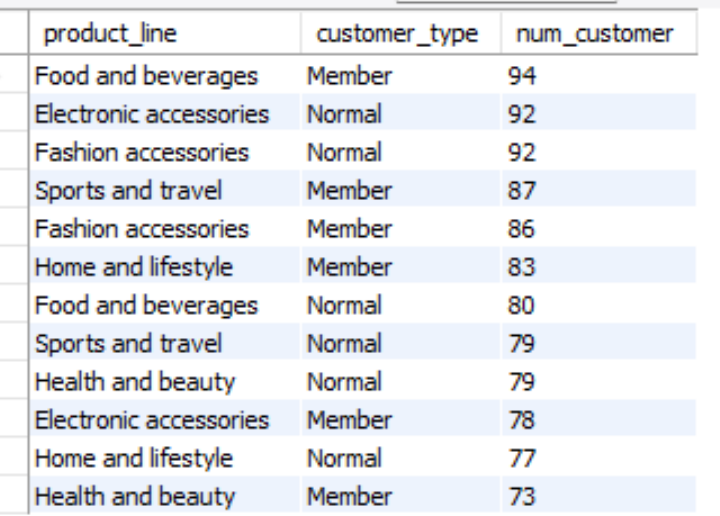 product_line customer_type num_customer
Food and beverages Member 94
Electronic accessories Normal 92
Fashion accessories Normal 92
Sports and travel Member 87
Fashion accessories Member 86
Home and lifestyle Member 83
Food and beverages Normal 80
Sports and travel Normal 79
Health and beauty Normal 79
Electronic accessories Member 78
Home and lifestyle Normal 77
Health and beauty Member 73